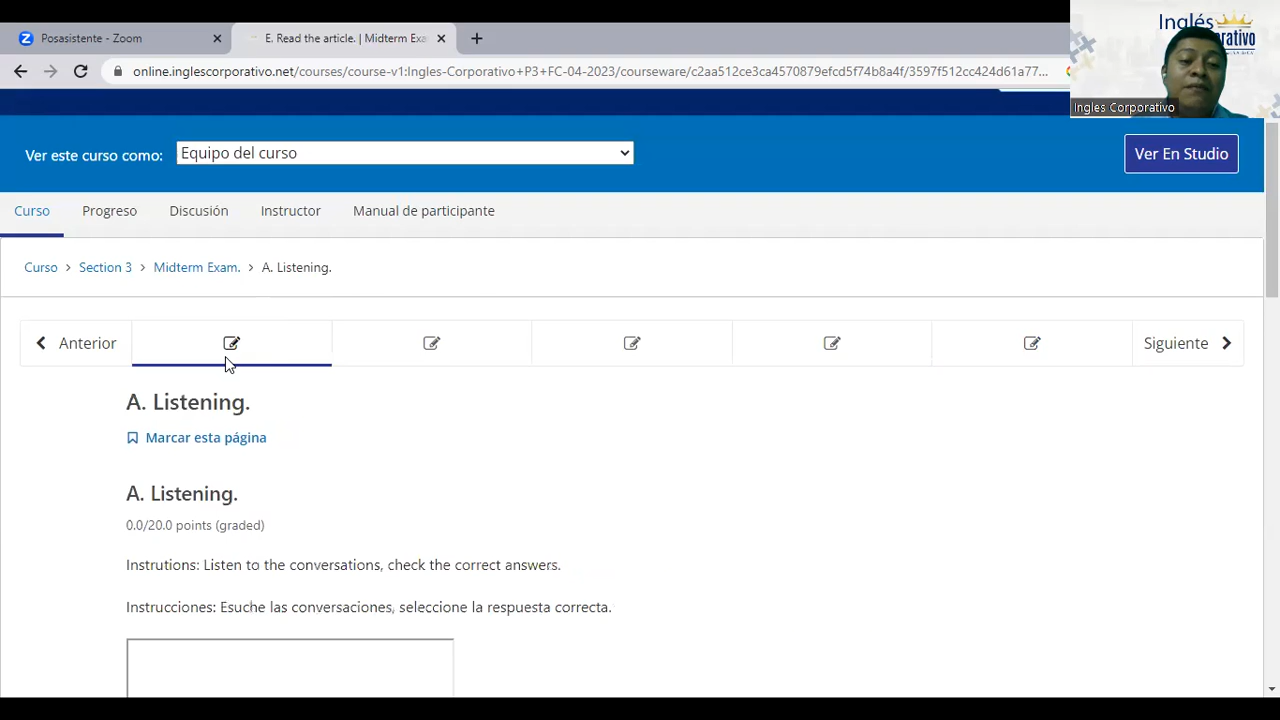 Posasistente - Zoom
E. Read the article. | Midterm Exa
online.inglescorporativo.net/courses/course-v1:Ingles-Corporativo+P3+FC-04-2023/courseware/c2aa512ce3ca4570879efcd5f74b8a4f/3597f512cc424d61a77...
Inglés
rativo
Ingles Corporativo
Ver este curso como:
Equipo del curso
Ver En Studio
Curso
Progreso
Discusión
Instructor
Manual de participante
Curso > Section 3 > Midterm Exam. > A. Listening.
Anterior
Siguiente
A. Listening.
Marcar esta página
A. Listening.
0.0/20.0 points (graded)
Instrutions: Listen to the conversations, check the correct answers.
Instrucciones: Esuche las conversaciones, seleccione la respuesta correcta.